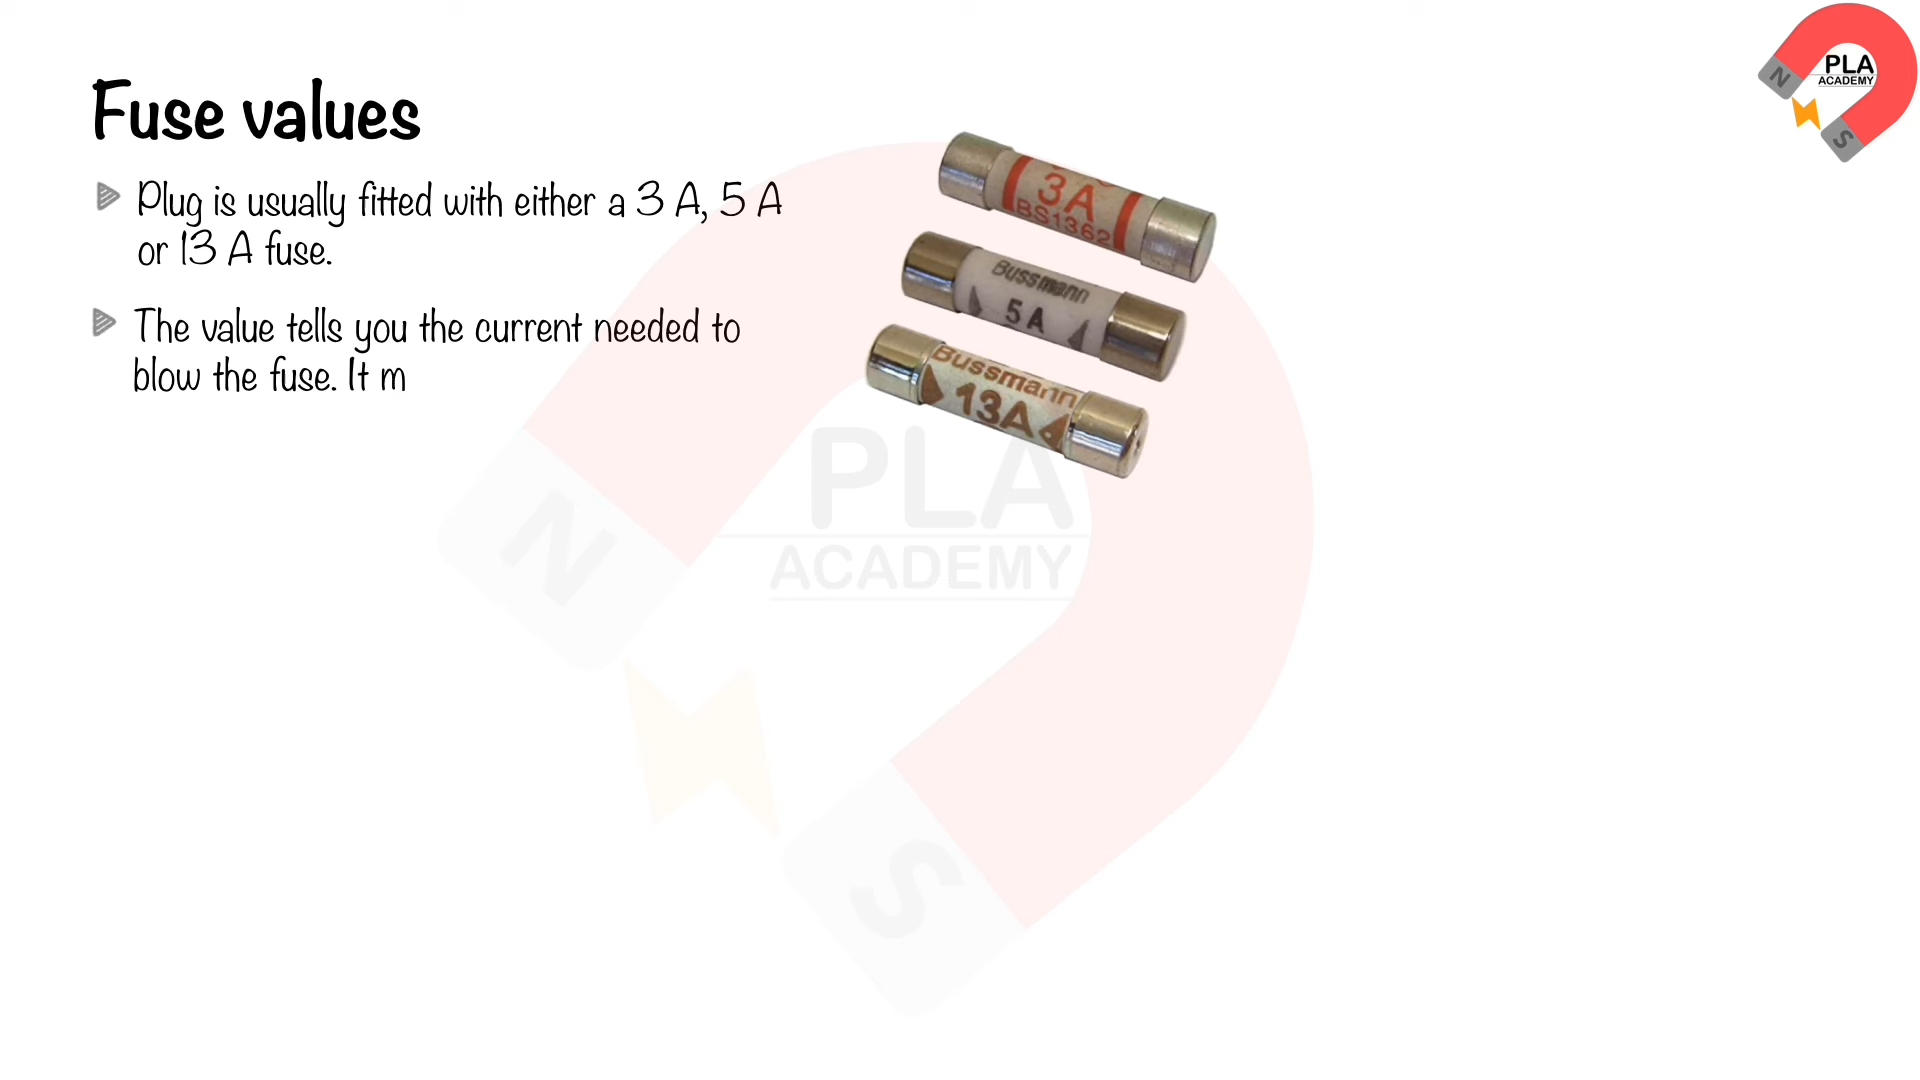 Fuse values
Plug is usually fitted with either a 3 A, 5 A
or 13 A fuse.
The value tells you the current needed to
blow the fuse. It m
3A
BS1362
Bussmann
5A
Bussmann
13A
PLA
ACADEMY
N
S
PLA
ACADEMY
N
S